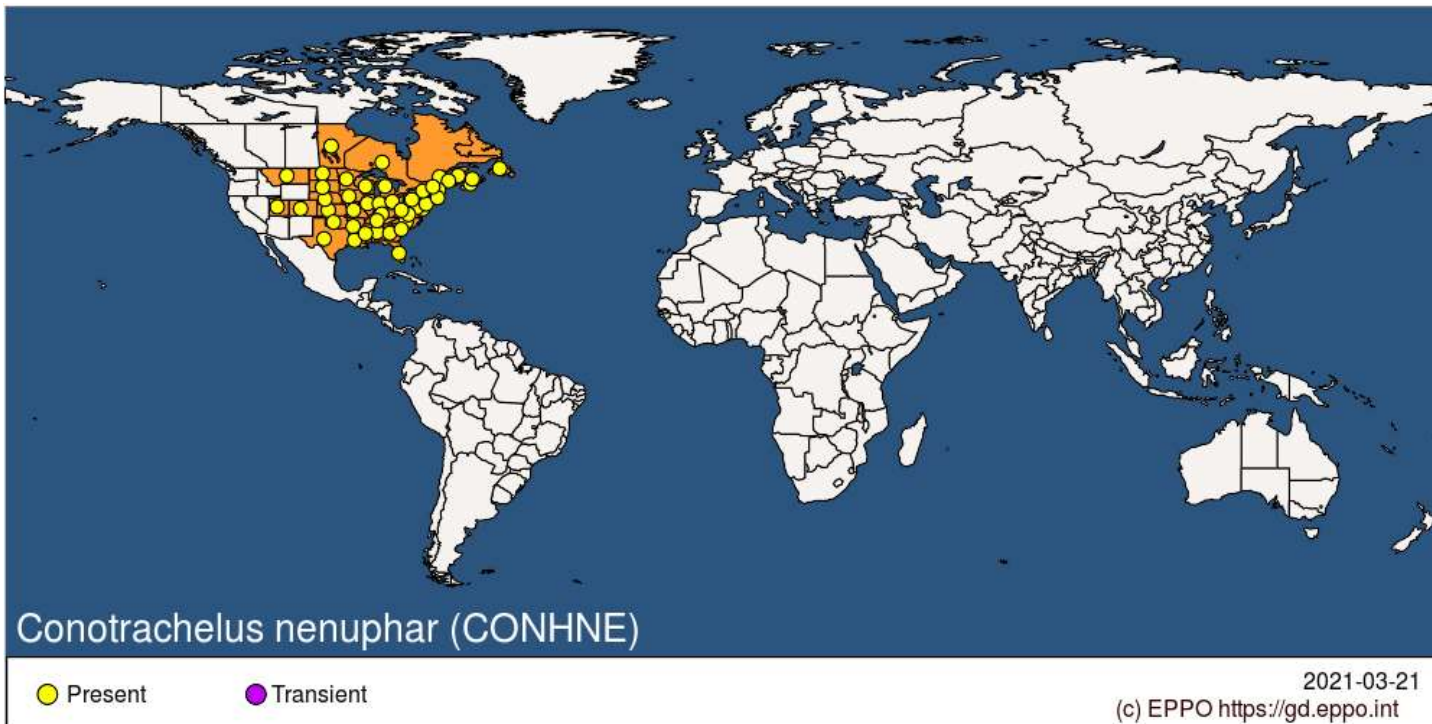 Conotrachelus nenuphar (CONHNE)
Present
Transient
2021-03-21
(c) EPPO https://gd.eppo.int